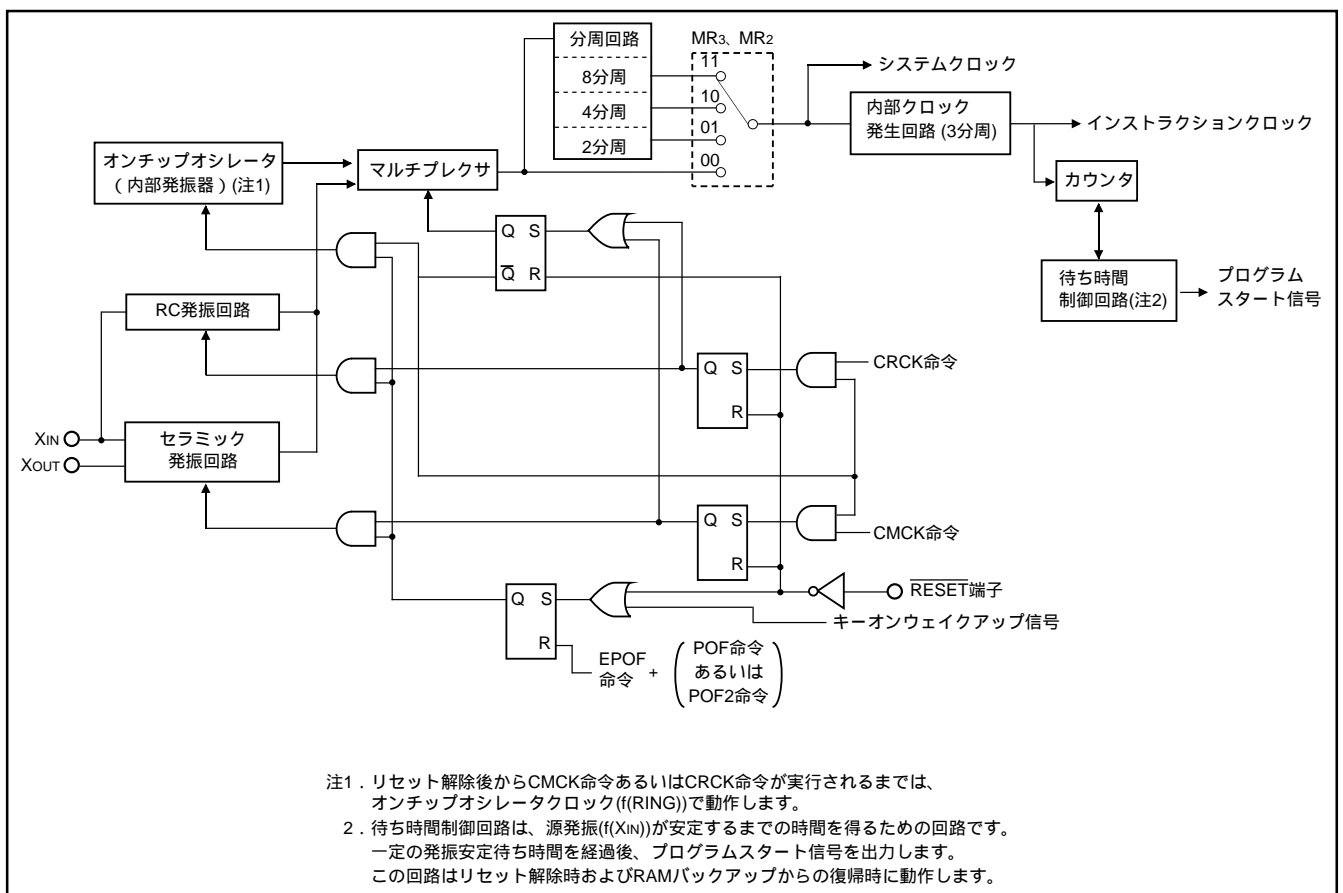 分周回路
8分周
4分周
2分周
MR3、MR2
11
10
01
00
システムクロック
内部クロック
発生回路 (3分周)
インストラクションクロック
カウンタ
待ち時間
制御回路(注2)
プログラム
スタート信号
オンチップオシレータ
(内部発振器)(注1)
マルチプレクサ
Q S
Q R
RC発振回路
Q S
R
CRCK命令
XIN
XOUT
セラミック
発振回路
Q S
R
CMCK命令
RESET端子
キーオンウェイクアップ信号
Q S
R
EPOF
命令
+
POF命令
あるいは
POF2命令
注1.リセット解除後からCMCK命令あるいはCRCK命令が実行されるまでは、
オンチップオシレータクロック(f(RING))で動作します。
2.待ち時間制御回路は、源発振(f(XIN))が安定するまでの時間を得るための回路です。
一定の発振安定待ち時間を経過後、プログラムスタート信号を出力します。
この回路はリセット解除時およびRAMバックアップからの復帰時に動作します。